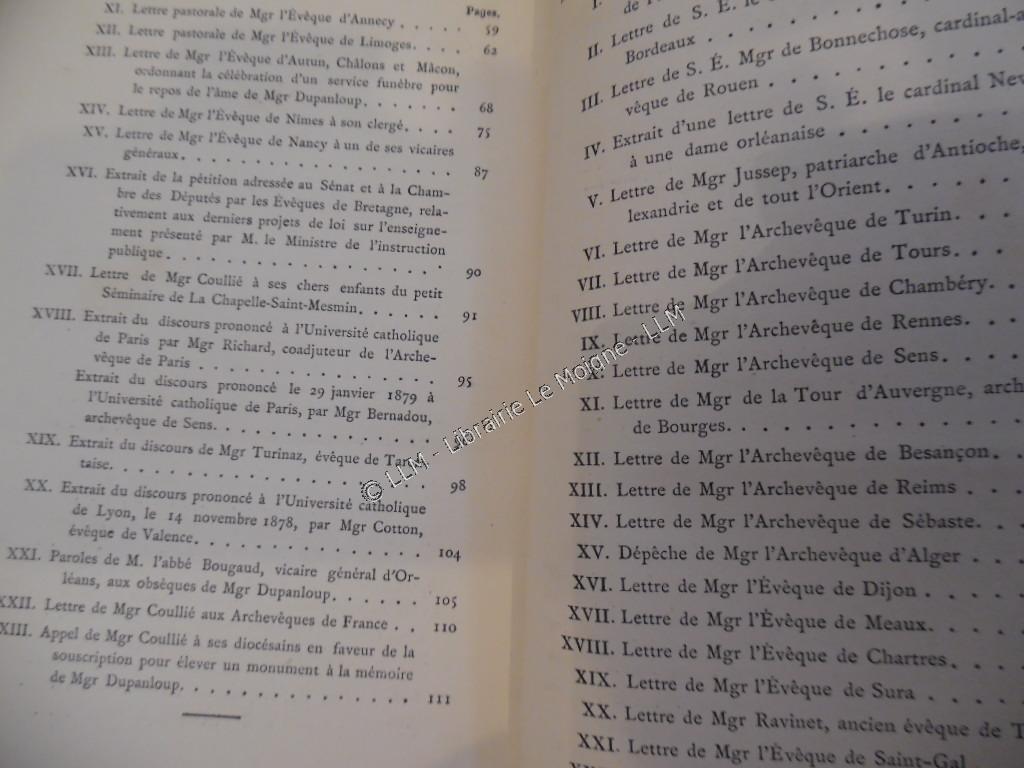 Pages.
XI. Lettre pastorale de Mgr l'Évêque d'Annecy . . . . . 59
XII. Lettre pastorale de Mgr l'Évêque de Limoges. . . . 62
XIII. Lettre de Mgr l'Évêque d'Autun, Châlons et Mâcon,
ordonnant la célébration d'un service funèbre pour
le repos de l'âme de Mgr Dupanloup. . . . . . . 68
XIV. Lettre de Mgr l'Évêque de Nîmes à son clergé. . . . 75
XV. Lettre de Mgr l'Évêque de Nancy à un de ses vicaires
généraux. . . . . . . . . . . . . . . . . 87
XVI. Extrait de la pétition adressée au Sénat et à la Cham-
bre des Députés par les Évêques de Bretagne, rela-
tivement aux derniers projets de loi sur l'enseigne-
ment présenté par M. le Ministre de l'instruction
publique . . . . . . . . . . . . . . . . . . 90
XVII. Lettre de Mgr Coullié à ses chers enfants du petit
Séminaire de La Chapelle-Saint-Mesmin. . . . . . 91
XVIII. Extrait du discours prononcé à l'Université catholique
de Paris par Mgr Richard, coadjuteur de l'Arche-
vêque de Paris . . . . . . . . . . . . . . . 95
Extrait du discours prononcé le 29 janvier 1879 à
l'Université catholique de Paris, par Mgr Bernadou,
archevêque de Sens. . . . . . . . . . . . .
XIX. Extrait du discours de Mgr Turinaz, évêque de Taren-
taise. . . . . . . . . . . . . . . . . . . . 98
XX. Extrait du discours prononcé à l'Université catholique
de Lyon, le 14 novembre 1878, par Mgr Cotton,
évêque de Valence. . . . . . . . . . . . . . . 104
XXI. Paroles de M. l'abbé Bougaud, vicaire général d'Or-
léans, aux obsèques de Mgr Dupanloup. . . . . . . 105
XXII. Lettre de Mgr Coullié aux Archevêques de France . . 110
XIII. Appel de Mgr Coullié à ses diocésains en faveur de la
souscription pour élever un monument à la mémoire
de Mgr Dupanloup. . . . . . . . . . . . . . . 111
I.
II. Lettre de S. É. le
Bordeaux . . . . . . . .
III. Lettre de S. É. Mgr de Bonnechose, cardinal-a
vêque de Rouen . . . . . . . .
IV. Extrait d'une lettre de S. É. le cardinal New
à une dame orléanaise . . . . . . . .
V. Lettre de Mgr Jussep, patriarche d'Antioche,
lexandrie et de tout l'Orient. . . . . . .
VI. Lettre de Mgr l'Archevêque de Turin. . . .
VII. Lettre de Mgr l'Archevêque de Tours. . .
VIII. Lettre de Mgr l'Archevêque de Chambéry. .
IX. Lettre de Mgr l'Archevêque de Rennes. . .
X. Lettre de Mgr l'Archevêque de Sens. . . .
XI. Lettre de Mgr de la Tour d'Auvergne, arch
de Bourges. . . . . . . . . . . .
XII. Lettre de Mgr l'Archevêque de Besançon. .
XIII. Lettre de Mgr l'Archevêque de Reims . . .
XIV. Lettre de Mgr l'Archevêque de Sébaste. . .
XV. Dépêche de Mgr l'Archevêque d'Alger . . .
XVI. Lettre de Mgr l'Évêque de Dijon . . . .
XVII. Lettre de Mgr l'Évêque de Meaux. . . . .
XVIII. Lettre de Mgr l'Évêque de Chartres. . . .
XIX. Lettre de Mgr l'Évêque de Sura . . . .
XX. Lettre de Mgr Ravinet, ancien évêque de T
XXI. Lettre de Mgr l'Évêque de Saint-Gal
© LLM - Librairie Le Moigne - LLM